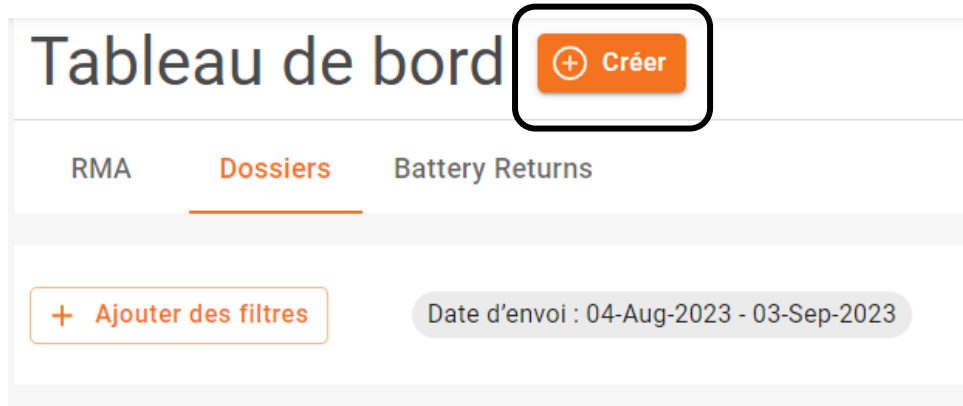 Tableau de bord Créer
RMA Dossiers Battery Returns
+ Ajouter des filtres Date d’envoi : 04-Aug-2023 - 03-Sep-2023